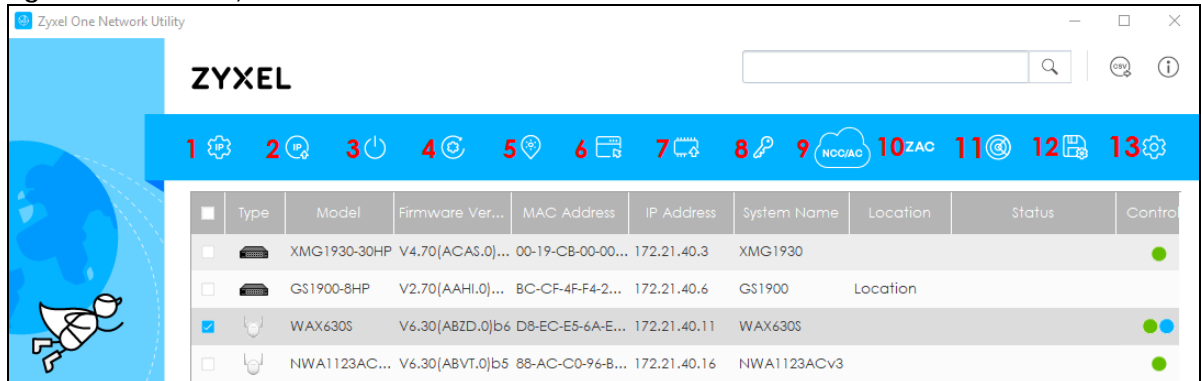 Zyxel One Network Utility
ZYXEL
CSV
1 IP 2 IP 3 4 5 6 7 8 9 NCC/AC 10 ZAC 11 12 13
Type Model Firmware Ver... MAC Address IP Address System Name Location Status Control
XMG1930-30HP V4.70(ACAS.0)... 00-19-CB-00-00... 172.21.40.3 XMG1930
GS1900-8HP V2.70(AAHI.0)... BC-CF-4F-F4-2... 172.21.40.6 GS1900 Location
WAX630S V6.30(ABZD.0)b6 D8-EC-E5-6A-E... 172.21.40.11 WAX630S
NWA1123AC... V6.30(ABVT.0)b5 88-AC-C0-96-B... 172.21.40.16 NWA1123ACv3